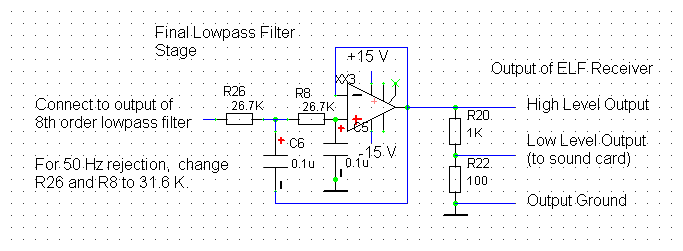 Final Lowpass Filter
Stage
+15 V
XY3
Output of ELF Receiver
R26
R8
26.7K
26.7K
Connect to output of
8th order lowpass filter
High Level Output
R20
1K
C5
C6
-15 V
Low Level Output
(to sound card)
0.1u
0.1u
For 50 Hz rejection, change
R26 and R8 to 31.6 K.
R22
100
Output Ground